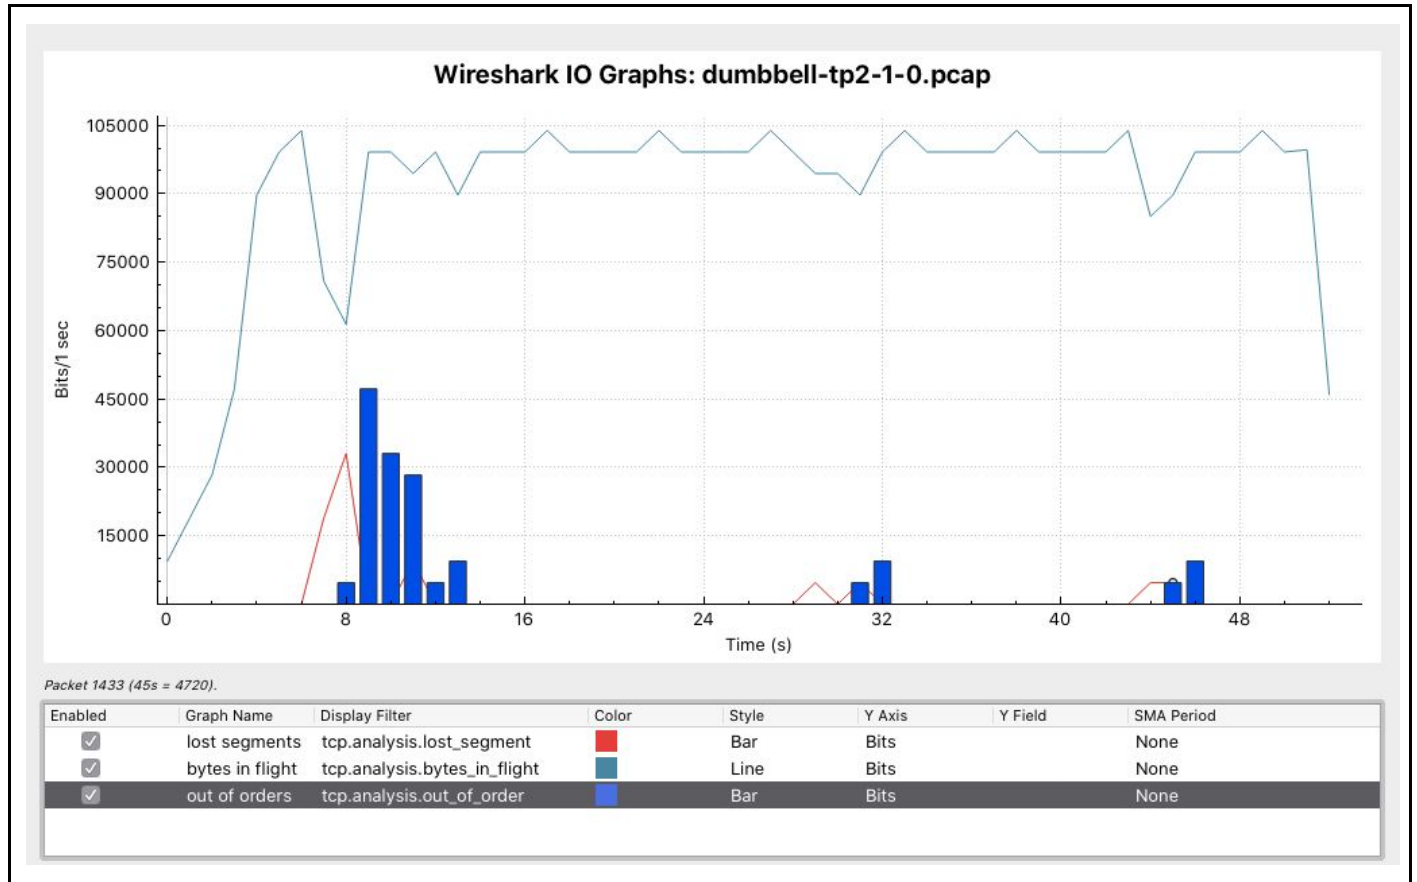 Wireshark IO Graphs: dumbbell-tp2-1-0.pcap
105000
90000
75000
60000
45000
30000
15000
Bits/1 sec
0 8 16 24 32 40 48
Time (s)
Packet 1433 (45s = 4720).
Enabled Graph Name Display Filter Color Style Y Axis Y Field SMA Period
lost segments tcp.analysis.lost_segment Bar Bits None
bytes in flight tcp.analysis.bytes_in_flight Line Bits None
out of orders tcp.analysis.out_of_order Bar Bits None